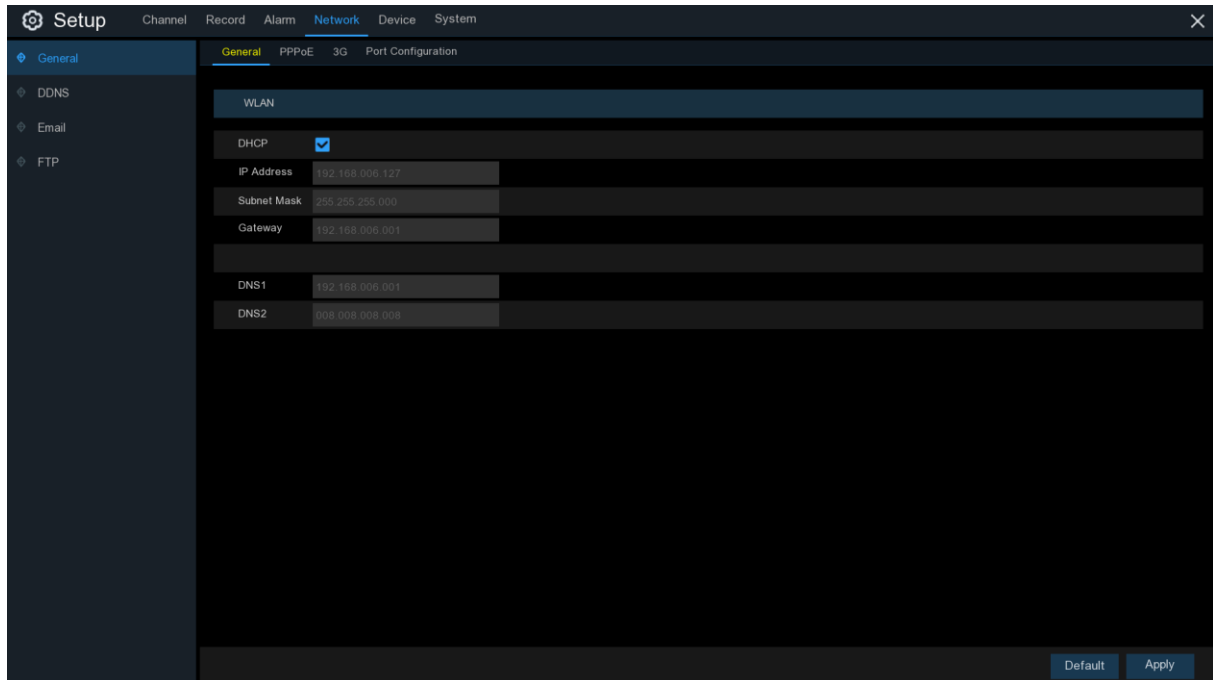 Setup Channel Record Alarm Network Device System
General PPPoE 3G Port Configuration
General
DDNS
Email
FTP
WLAN
DHCP
IP Address 192.168.006.127
Subnet Mask 255.255.255.000
Gateway 192.168.006.001
DNS1 192.168.006.001
DNS2 008.008.008.008
Default Apply